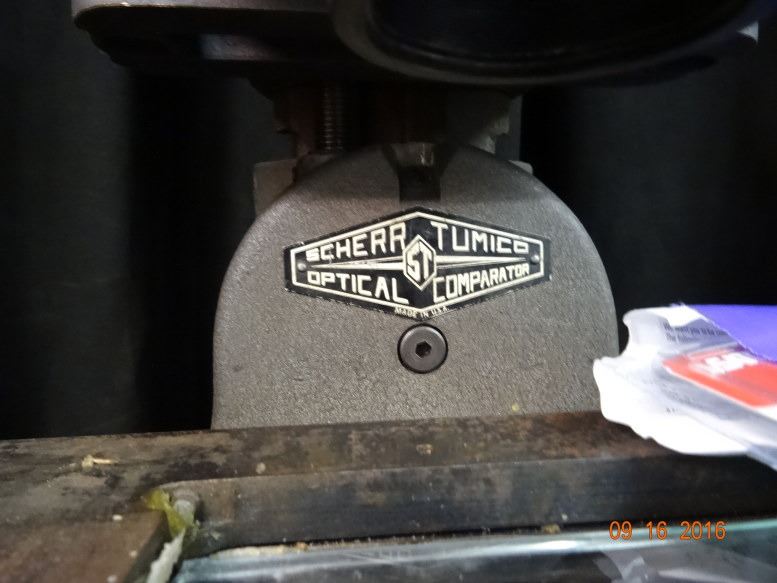 SCHERR TUMICO
ST
OPTICAL COMPARATOR
MADE IN U.S.A.
09 16 2016